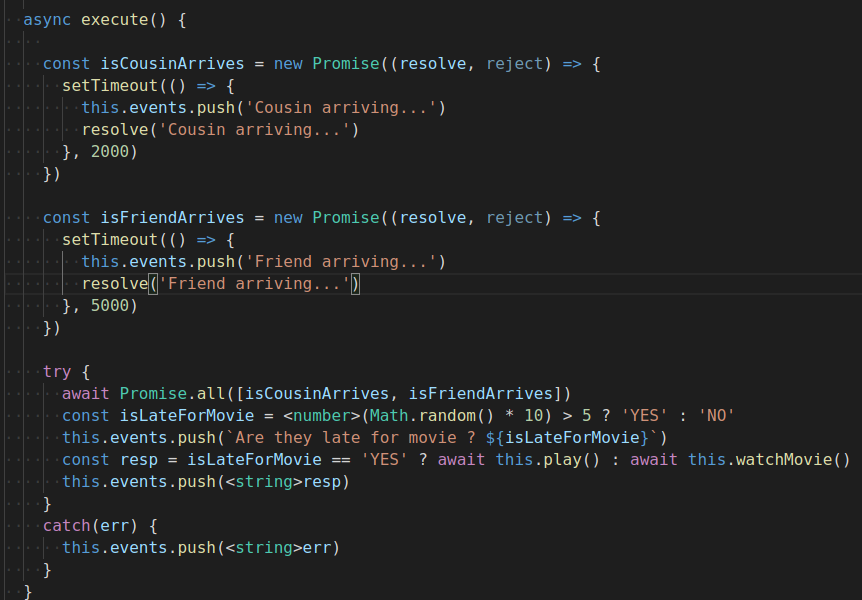 async execute() {
const isCousinArrives = new Promise((resolve, reject) => {
setTimeout(() => {
this.events.push('Cousin arriving...')
resolve('Cousin arriving...')
}, 2000)
})
const isFriendArrives = new Promise((resolve, reject) => {
setTimeout(() => {
this.events.push('Friend arriving...')
resolve('Friend arriving...')
}, 5000)
})
try {
await Promise.all([isCousinArrives, isFriendArrives])
const isLateForMovie = <number>(Math.random() * 10) > 5 ? 'YES' : 'NO'
this.events.push(`Are they late for movie ? ${isLateForMovie}`)
const resp = isLateForMovie == 'YES' ? await this.play() : await this.watchMovie()
this.events.push(<string>resp)
}
catch(err) {
this.events.push(<string>err)
}
}